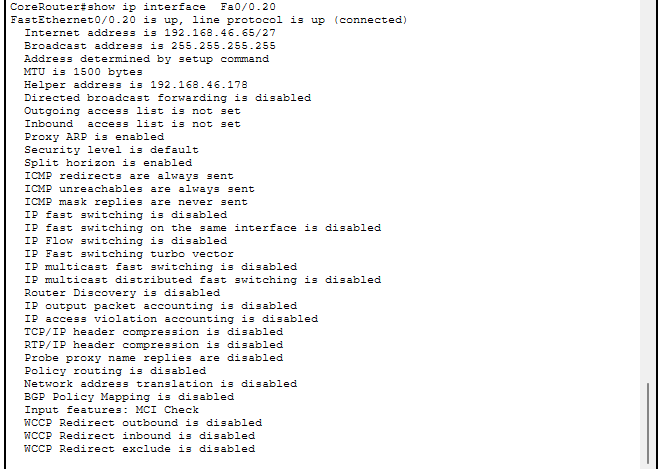 CoreRouter#show ip interface  Fa0/0.20
FastEthernet0/0.20 is up, line protocol is up (connected)
  Internet address is 192.168.46.65/27
  Broadcast address is 255.255.255.255
  Address determined by setup command
  MTU is 1500 bytes
  Helper address is 192.168.46.178
  Directed broadcast forwarding is disabled
  Outgoing access list is not set
  Inbound  access list is not set
  Proxy ARP is enabled
  Security level is default
  Split horizon is enabled
  ICMP redirects are always sent
  ICMP unreachables are always sent
  ICMP mask replies are never sent
  IP fast switching is disabled
  IP fast switching on the same interface is disabled
  IP Flow switching is disabled
  IP Fast switching turbo vector
  IP multicast fast switching is disabled
  IP multicast distributed fast switching is disabled
  Router Discovery is disabled
  IP output packet accounting is disabled
  IP access violation accounting is disabled
  TCP/IP header compression is disabled
  RTP/IP header compression is disabled
  Probe proxy name replies are disabled
  Policy routing is disabled
  Network address translation is disabled
  BGP Policy Mapping is disabled
  Input features: MCI Check
  WCCP Redirect outbound is disabled
  WCCP Redirect inbound is disabled
  WCCP Redirect exclude is disabled